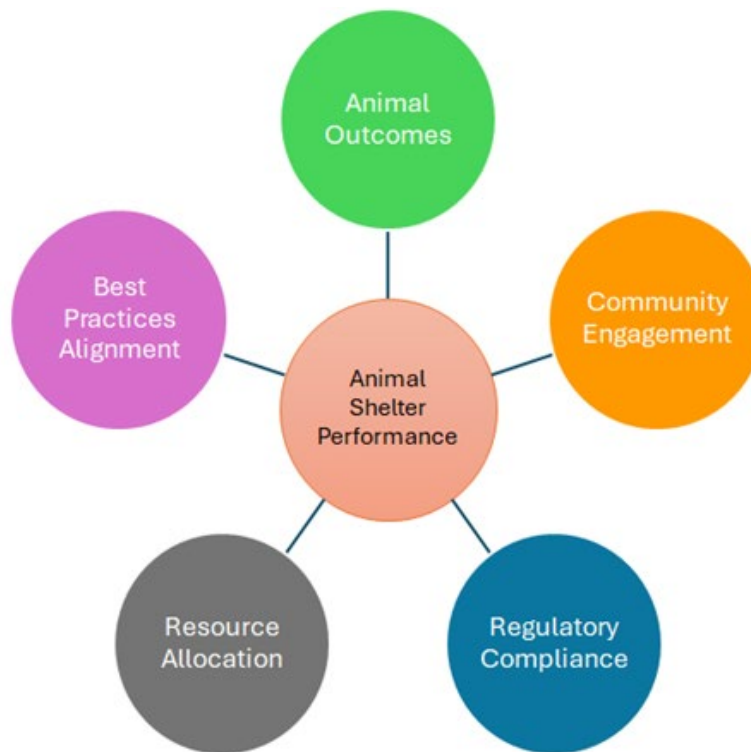 Animal
Outcomes
Best
Practices
Alignment
Community
Engagement
Animal
Shelter
Performance
Resource
Allocation
Regulatory
Compliance